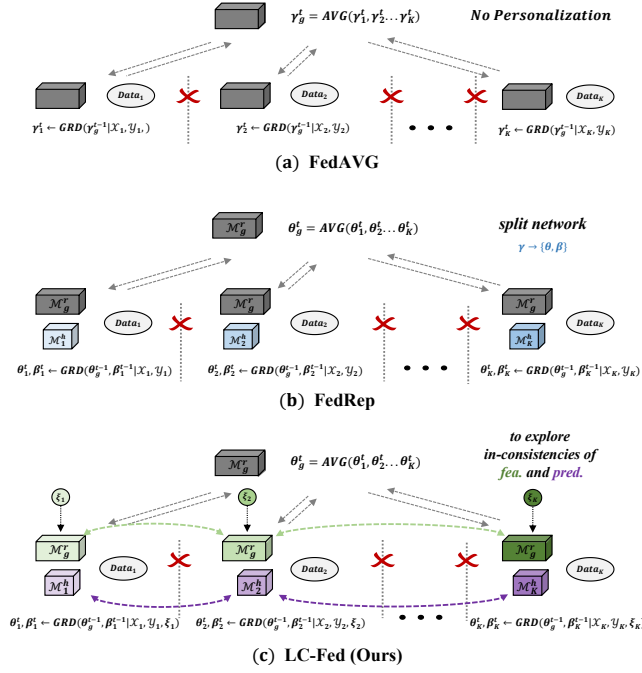 γ_g^t = AVG(γ_1^t, γ_2^t … γ_K^t)
No Personalization
Data_1
Data_2
Data_K
γ_1^t ← GRD(γ_g^{t-1}|X_1, Y_1,)
γ_2^t ← GRD(γ_g^{t-1}|X_2, Y_2)
γ_K^t ← GRD(γ_g^{t-1}|X_K, Y_K)
(a) FedAVG
M_g^r
θ_g^t = AVG(θ_1^t, θ_2^t … θ_K^t)
split network
γ → {θ, β}
M_g^r
M_g^r
M_g^r
Data_1
Data_2
Data_K
M_1^h
M_2^h
M_K^h
θ_1^t, β_1^t ← GRD(θ_g^{t-1}, β_1^{t-1}|X_1, Y_1)
θ_2^t, β_2^t ← GRD(θ_g^{t-1}, β_2^{t-1}|X_2, Y_2)
θ_K^t, β_K^t ← GRD(θ_g^{t-1}, β_K^{t-1}|X_K, Y_K)
(b) FedRep
to explore
in-consistencies of
fea. and pred.
M_g^r
θ_g^t = AVG(θ_1^t, θ_2^t … θ_K^t)
ξ_1
ξ_2
ξ_K
M_g^r
M_g^r
M_g^r
Data_1
Data_2
Data_K
M_1^h
M_2^h
M_K^h
θ_1^t, β_1^t ← GRD(θ_g^{t-1}, β_1^{t-1}|X_1, Y_1, ξ_1)
θ_2^t, β_2^t ← GRD(θ_g^{t-1}, β_2^{t-1}|X_2, Y_2, ξ_2)
θ_K^t, β_K^t ← GRD(θ_g^{t-1}, β_K^{t-1}|X_K, Y_K, ξ_K
(c) LC-Fed (Ours)